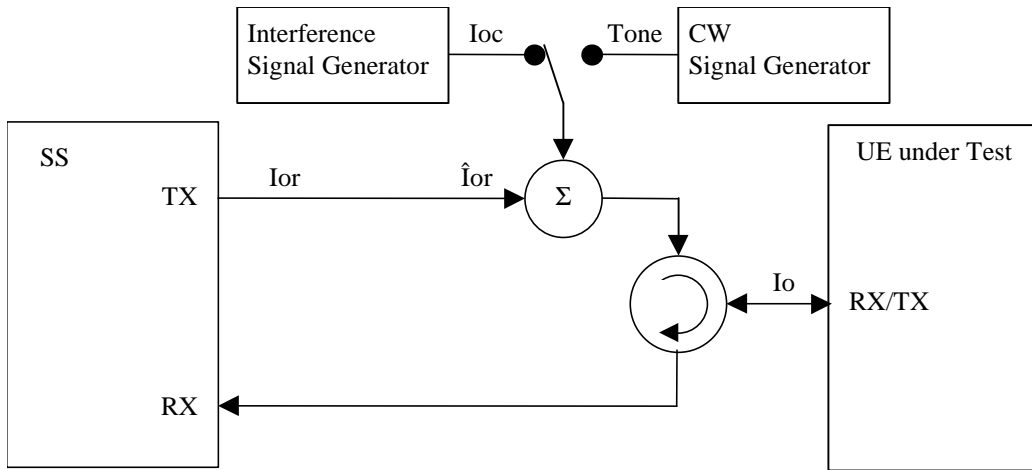 Interference
Signal Generator
Ioc
Tone
CW
Signal Generator
SS
TX
Ior
Îor
Σ
UE under Test
Io
RX/TX
RX